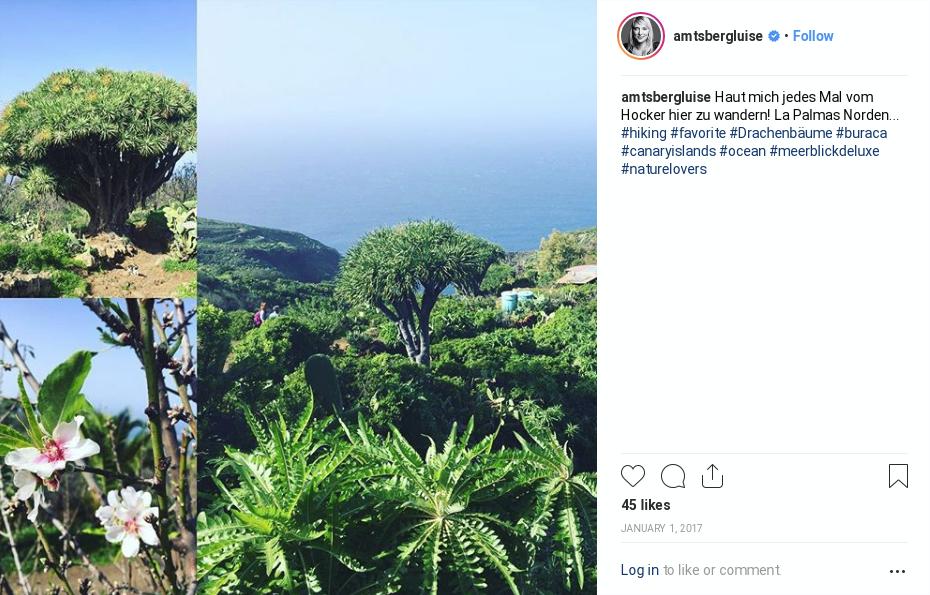 amtsbergluise • Follow
amtsbergluise Haut mich jedes Mal vom
Hocker hier zu wandern! La Palmas Norden...
#hiking #favorite #Drachenbäume #buraca
#canaryislands #ocean #meerblickdeluxe
#naturelovers
45 likes
JANUARY 1, 2017
Log in to like or comment.